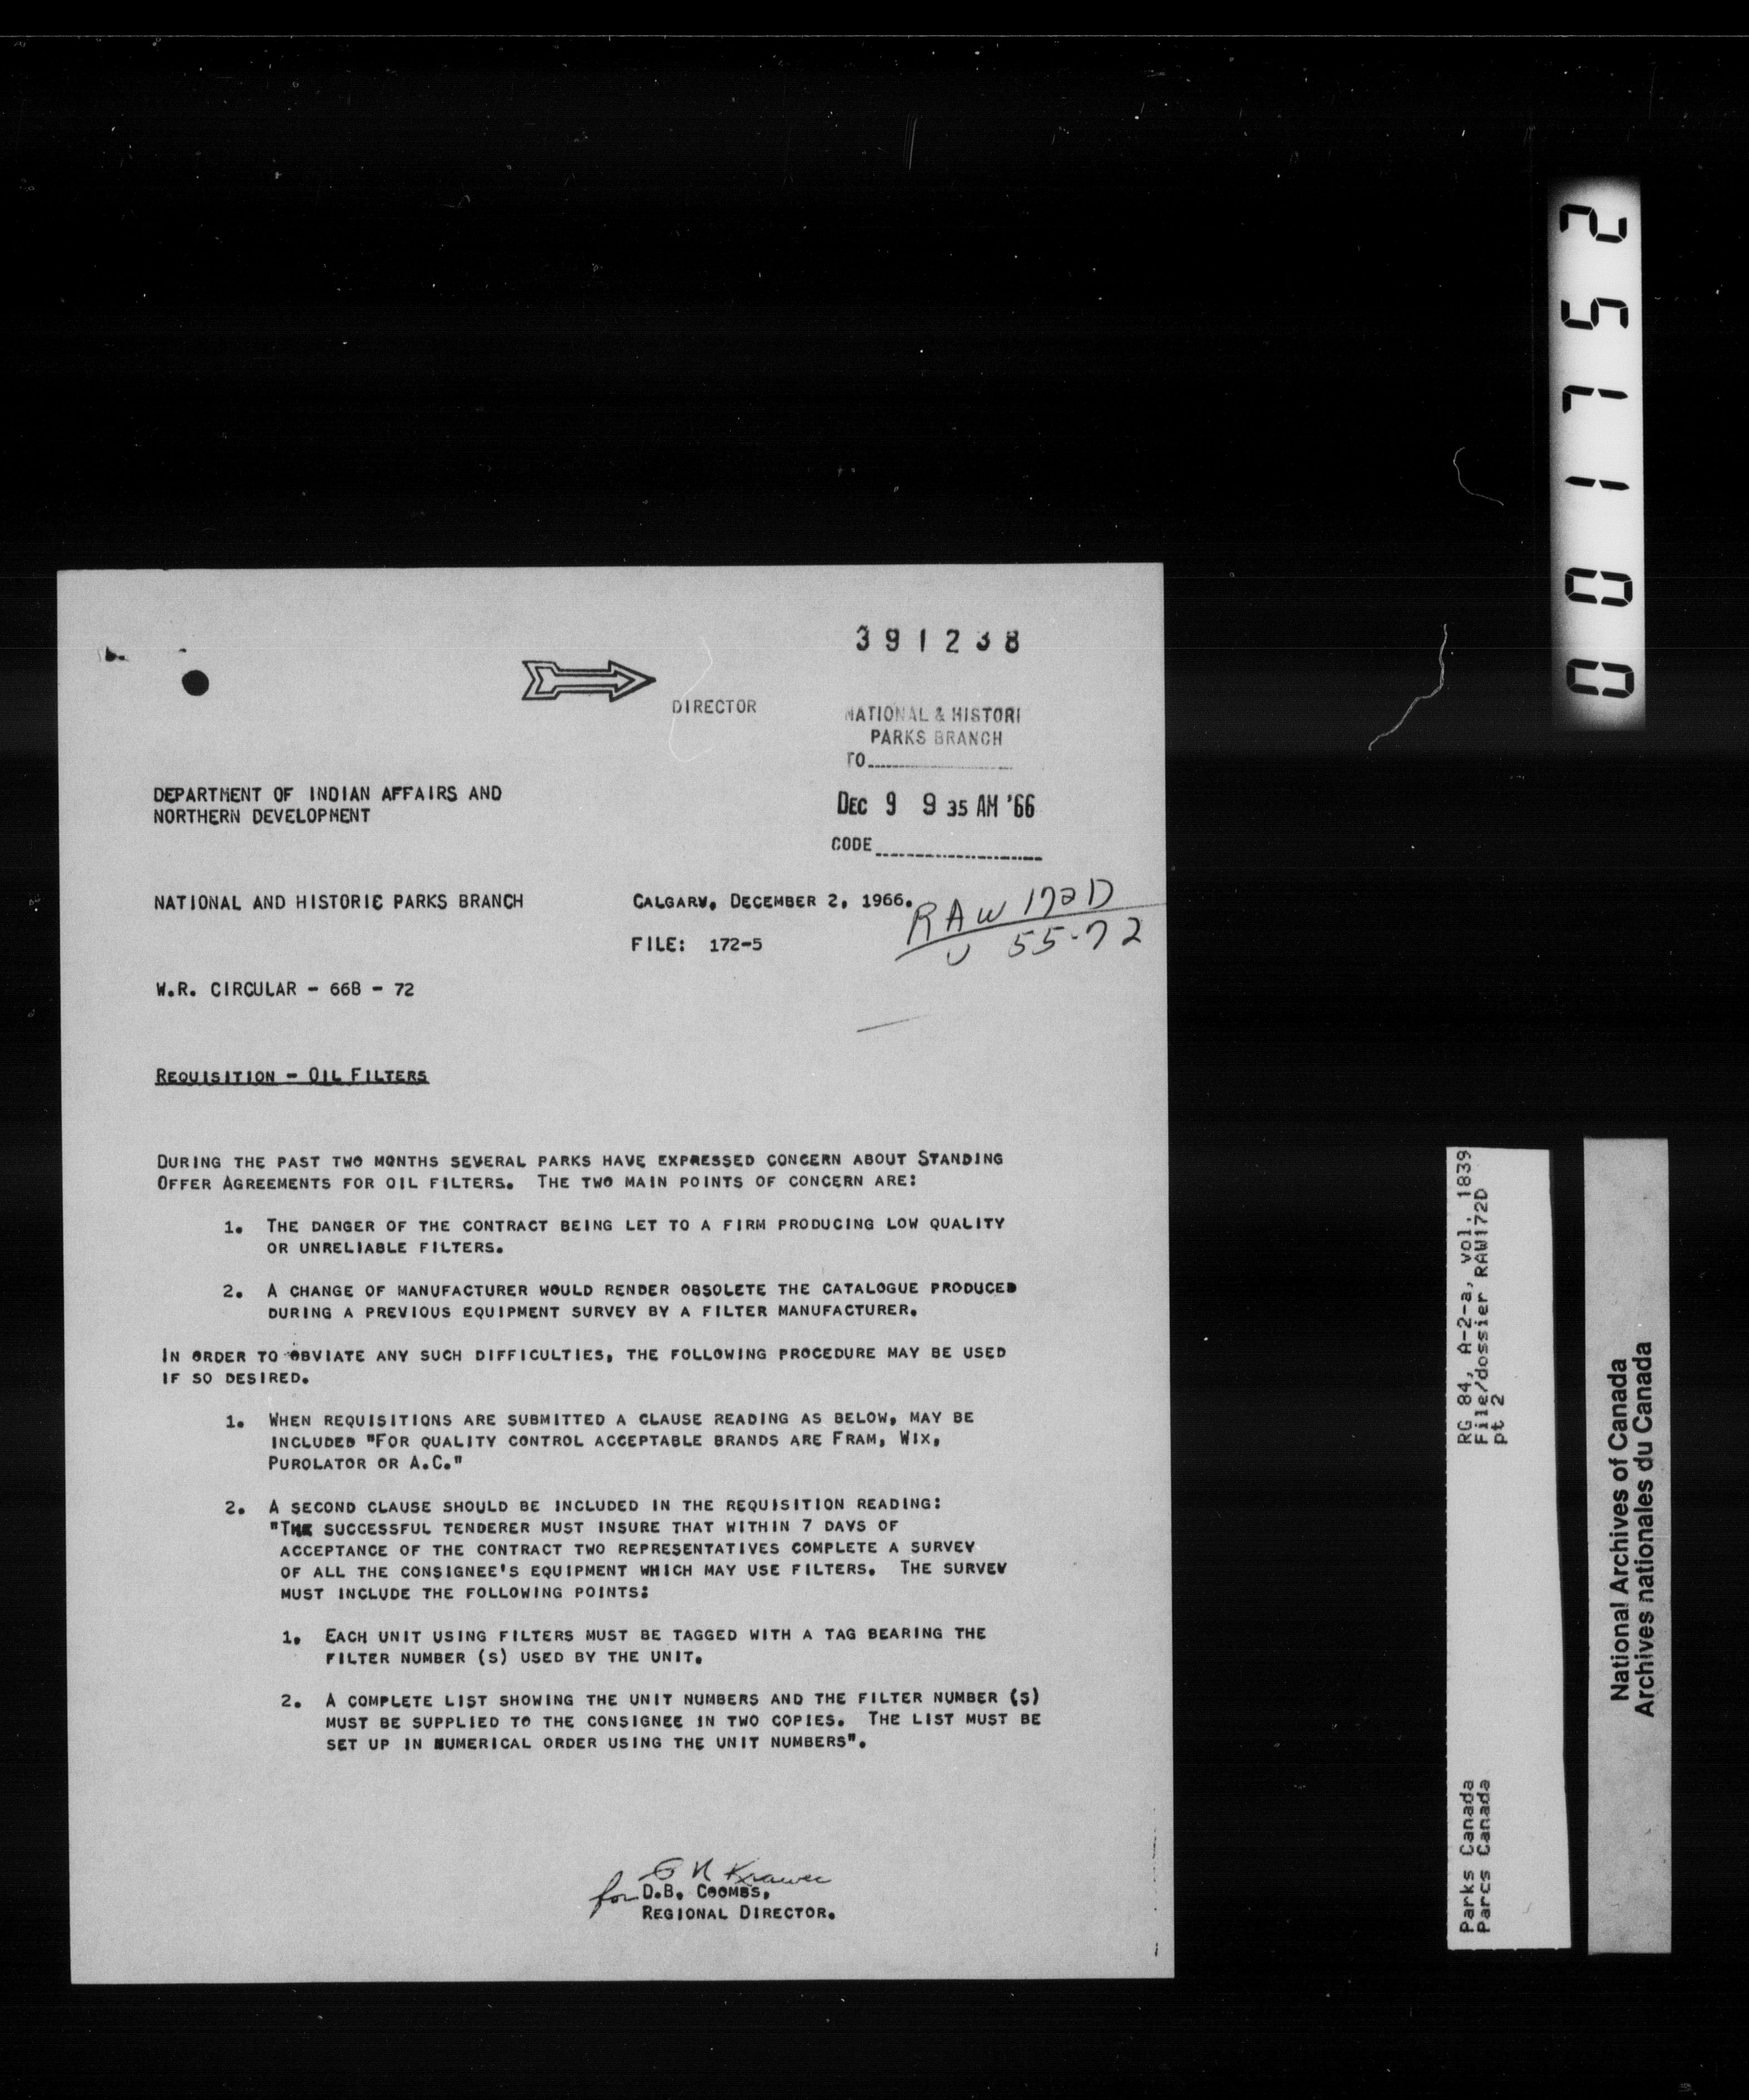 391238
DIRECTOR
NATIONAL & HISTORI
PARKS BRANCH
TO
DEPARTMENT OF INDIAN AFFAIRS AND
NORTHERN DEVELOPMENT
DEC 9 9 35 AM '66
CODE
NATIONAL AND HISTORIC PARKS BRANCH
CALGARY, DECEMBER 2, 1966.
RAW 172D
FILE: 172-5
U 55-72
W.R. CIRCULAR - 66B - 72
REQUISITION - OIL FILTERS
DURING THE PAST TWO MONTHS SEVERAL PARKS HAVE EXPRESSED CONCERN ABOUT STANDING
OFFER AGREEMENTS FOR OIL FILTERS. THE TWO MAIN POINTS OF CONCERN ARE:
1. THE DANGER OF THE CONTRACT BEING LET TO A FIRM PRODUCING LOW QUALITY
OR UNRELIABLE FILTERS.
2. A CHANGE OF MANUFACTURER WOULD RENDER OBSOLETE THE CATALOGUE PRODUCED
DURING A PREVIOUS EQUIPMENT SURVEY BY A FILTER MANUFACTURER.
IN ORDER TO OBVIATE ANY SUCH DIFFICULTIES, THE FOLLOWING PROCEDURE MAY BE USED
IF SO DESIRED.
1. WHEN REQUISITIONS ARE SUBMITTED A CLAUSE READING AS BELOW, MAY BE
INCLUDED "FOR QUALITY CONTROL ACCEPTABLE BRANDS ARE FRAM, WIX,
PUROLATOR OR A.C."
2. A SECOND CLAUSE SHOULD BE INCLUDED IN THE REQUISITION READING:
"THE SUCCESSFUL TENDERER MUST INSURE THAT WITHIN 7 DAYS OF
ACCEPTANCE OF THE CONTRACT TWO REPRESENTATIVES COMPLETE A SURVEY
OF ALL THE CONSIGNEE'S EQUIPMENT WHICH MAY USE FILTERS. THE SURVEY
MUST INCLUDE THE FOLLOWING POINTS:
1. EACH UNIT USING FILTERS MUST BE TAGGED WITH A TAG BEARING THE
FILTER NUMBER (S) USED BY THE UNIT.
2. A COMPLETE LIST SHOWING THE UNIT NUMBERS AND THE FILTER NUMBER (S)
MUST BE SUPPLIED TO THE CONSIGNEE IN TWO COPIES. THE LIST MUST BE
SET UP IN NUMERICAL ORDER USING THE UNIT NUMBERS".
for D.B. COOMBS,
REGIONAL DIRECTOR.
RG 84, A-2-a, vol. 1839
File/dossier RAW172D
pt 2
Parks Canada
Parcs Canada
National Archives of Canada
Archives nationales du Canada